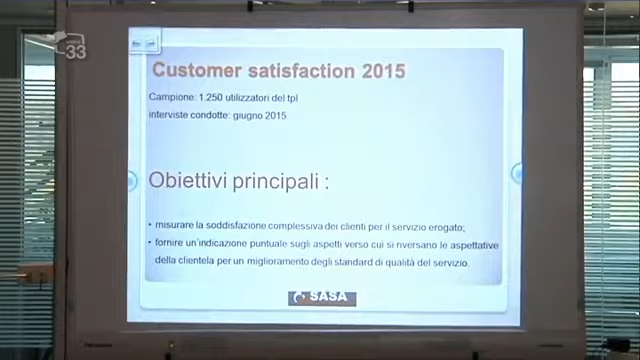 video
33
Customer satisfaction 2015
Campione: 1.250 utilizzatori del tpl
interviste condotte: giugno 2015
Obiettivi principali :
• misurare la soddisfazione complessiva dei clienti per il servizio erogato;
• fornire un'indicazione puntuale sugli aspetti verso cui si riversano le aspettative
della clientela per un miglioramento degli standard di qualità del servizio.
SASA